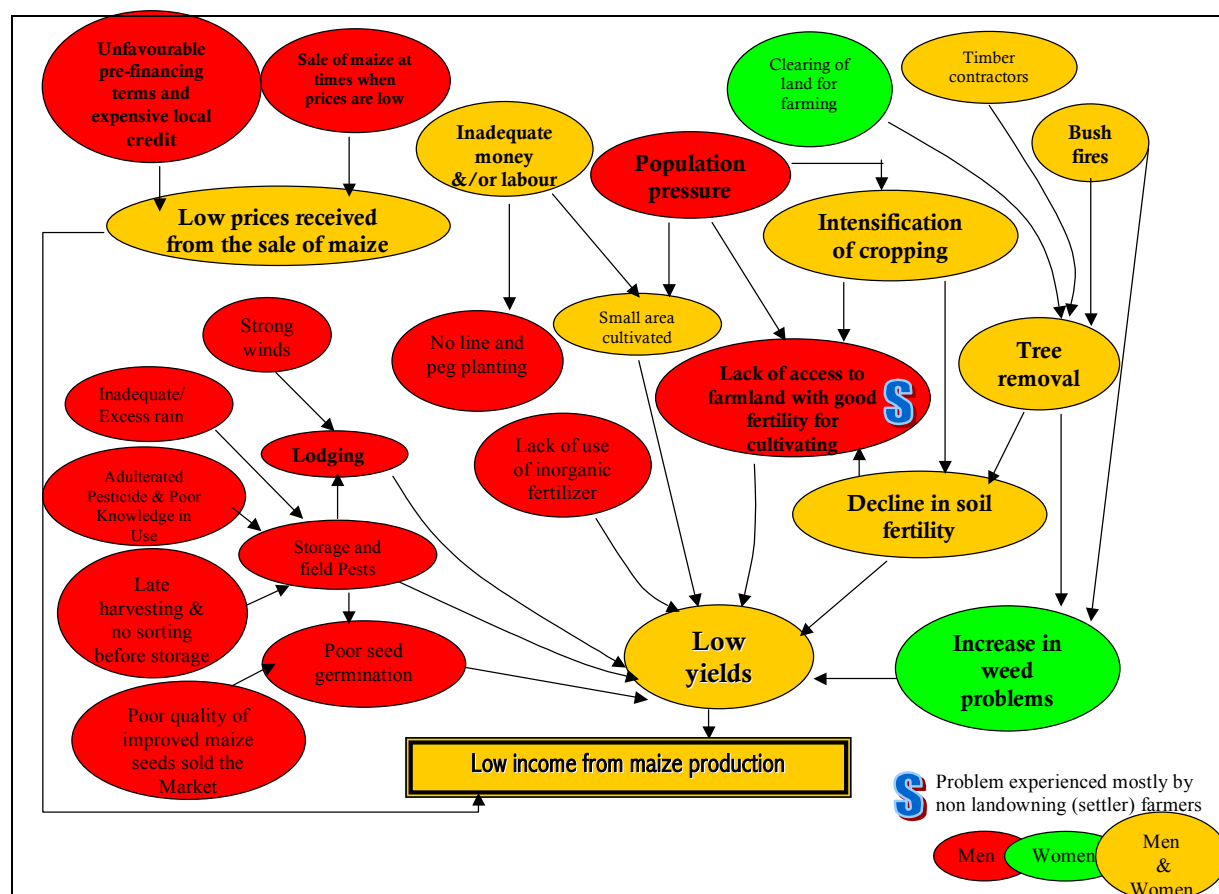 Unfavourable
pre-financing
terms and
expensive local
credit
Sale of maize at
times when
prices are low
Inadequate
money
&/or labour
Clearing of
land for
farming
Timber
contractors
Bush
fires
Population
pressure
Low prices received
from the sale of maize
Intensification
of cropping
Strong
winds
No line and
peg planting
Small area
cultivated
Tree
removal
Lack of access to
farmland with good
fertility for
cultivating
S
Inadequate/
Excess rain
Lodging
Lack of use
of inorganic
fertilizer
Adulterated
Pesticide & Poor
Knowledge in
Use
Decline in soil
fertility
Storage and
field Pests
Late
harvesting &
no sorting
before storage
Poor seed
germination
Low
yields
Increase in
weed
problems
Poor quality of
improved maize
seeds sold the
Market
Low income from maize production
S
Problem experienced mostly by
non landowning (settler) farmers
Men
Women
Men
&
Women